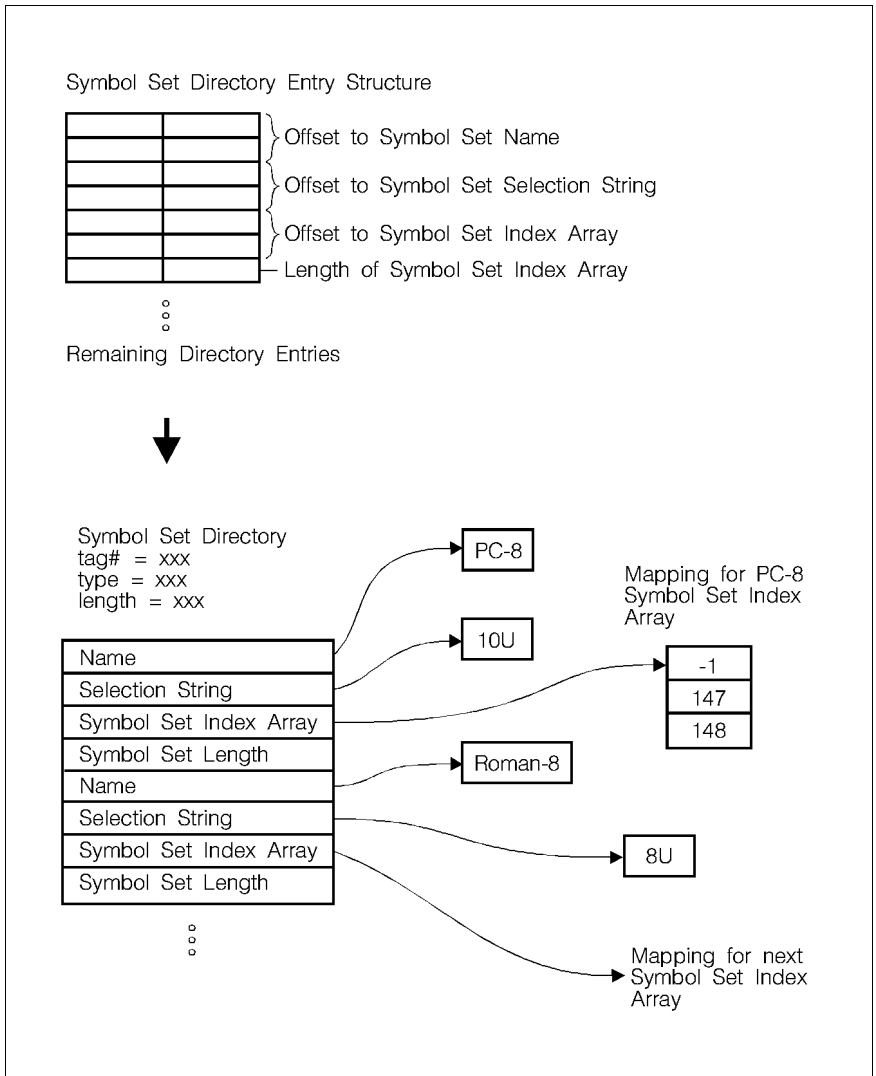 Symbol Set Directory Entry Structure
Offset to Symbol Set Name
Offset to Symbol Set Selection String
Offset to Symbol Set Index Array
Length of Symbol Set Index Array
Remaining Directory Entries
Symbol Set Directory
tag# = xxx
type = xxx
length = xxx
Name
Selection String
Symbol Set Index Array
Symbol Set Length
Name
Selection String
Symbol Set Index Array
Symbol Set Length
PC-8
10U
Mapping for PC-8
Symbol Set Index
Array
-1
147
148
Roman-8
8U
Mapping for next
Symbol Set Index
Array